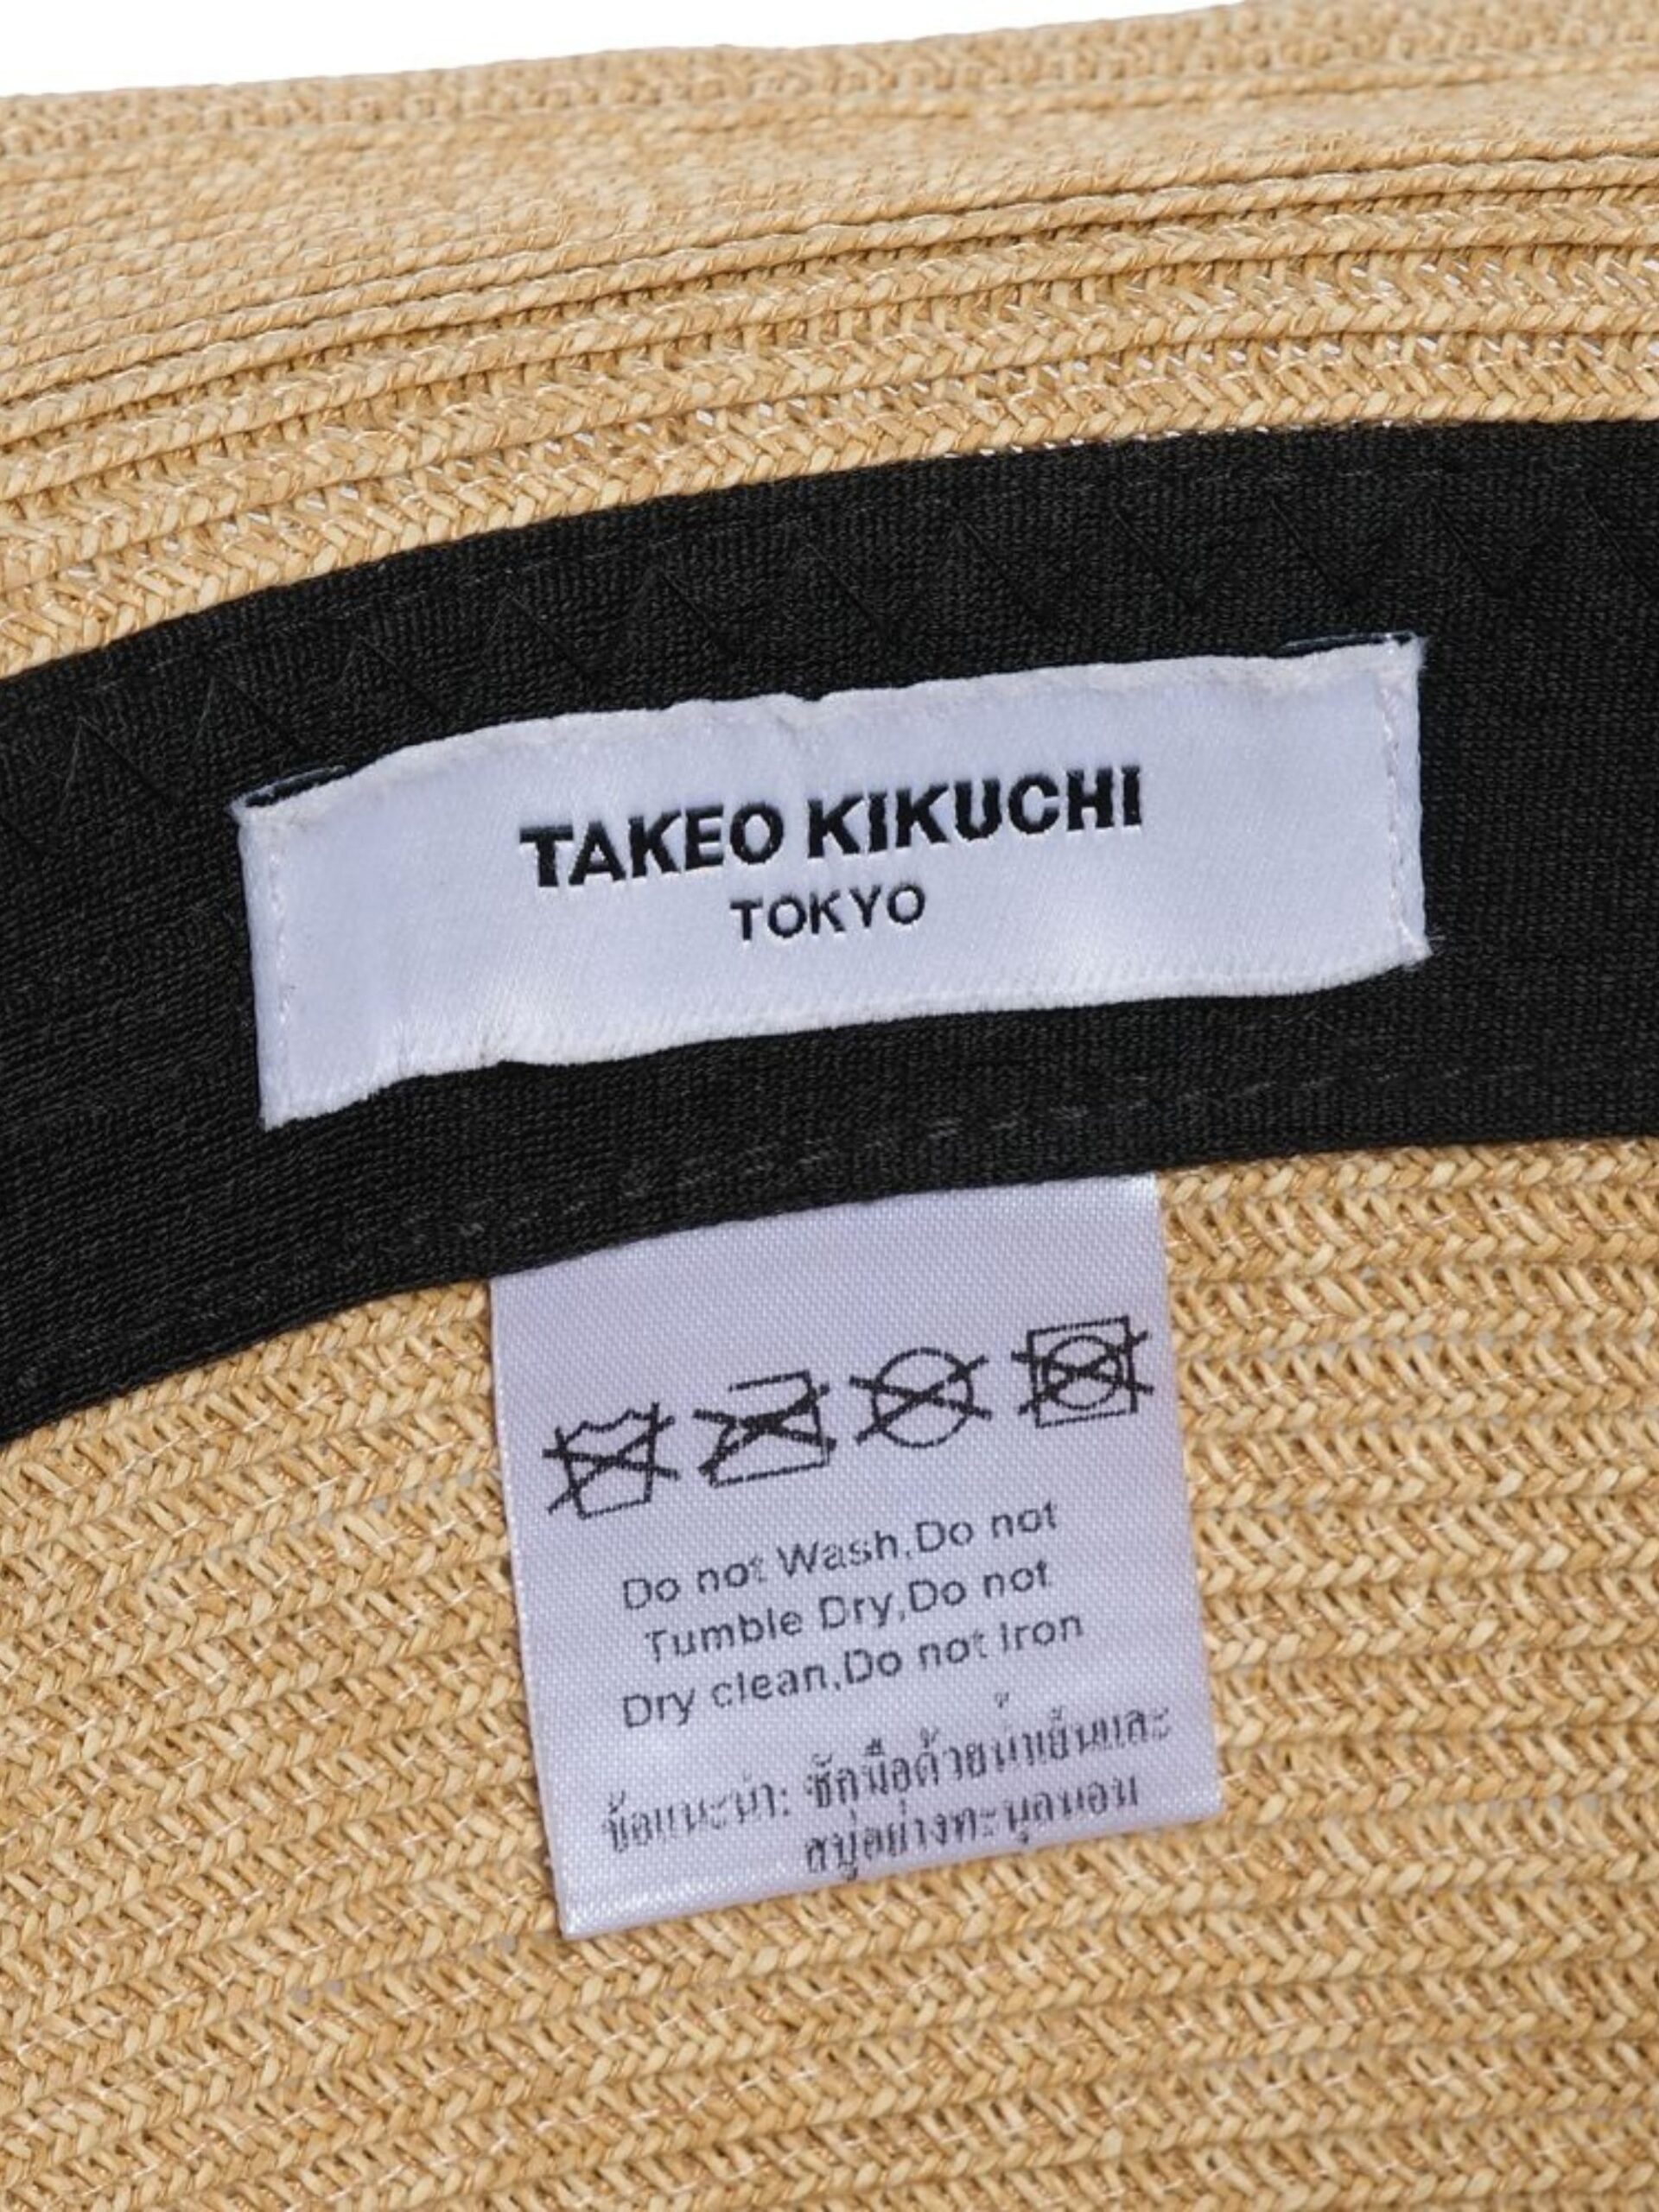 TAKEO KIKUCHI
TOKYO
Do not Wash,Do not
Tumble Dry,Do not
Dry clean,Do not Iron
ข้อแนะนำ: ซักมือด้วยน้ำเย็นและ
สบู่อย่างทะนุถนอม